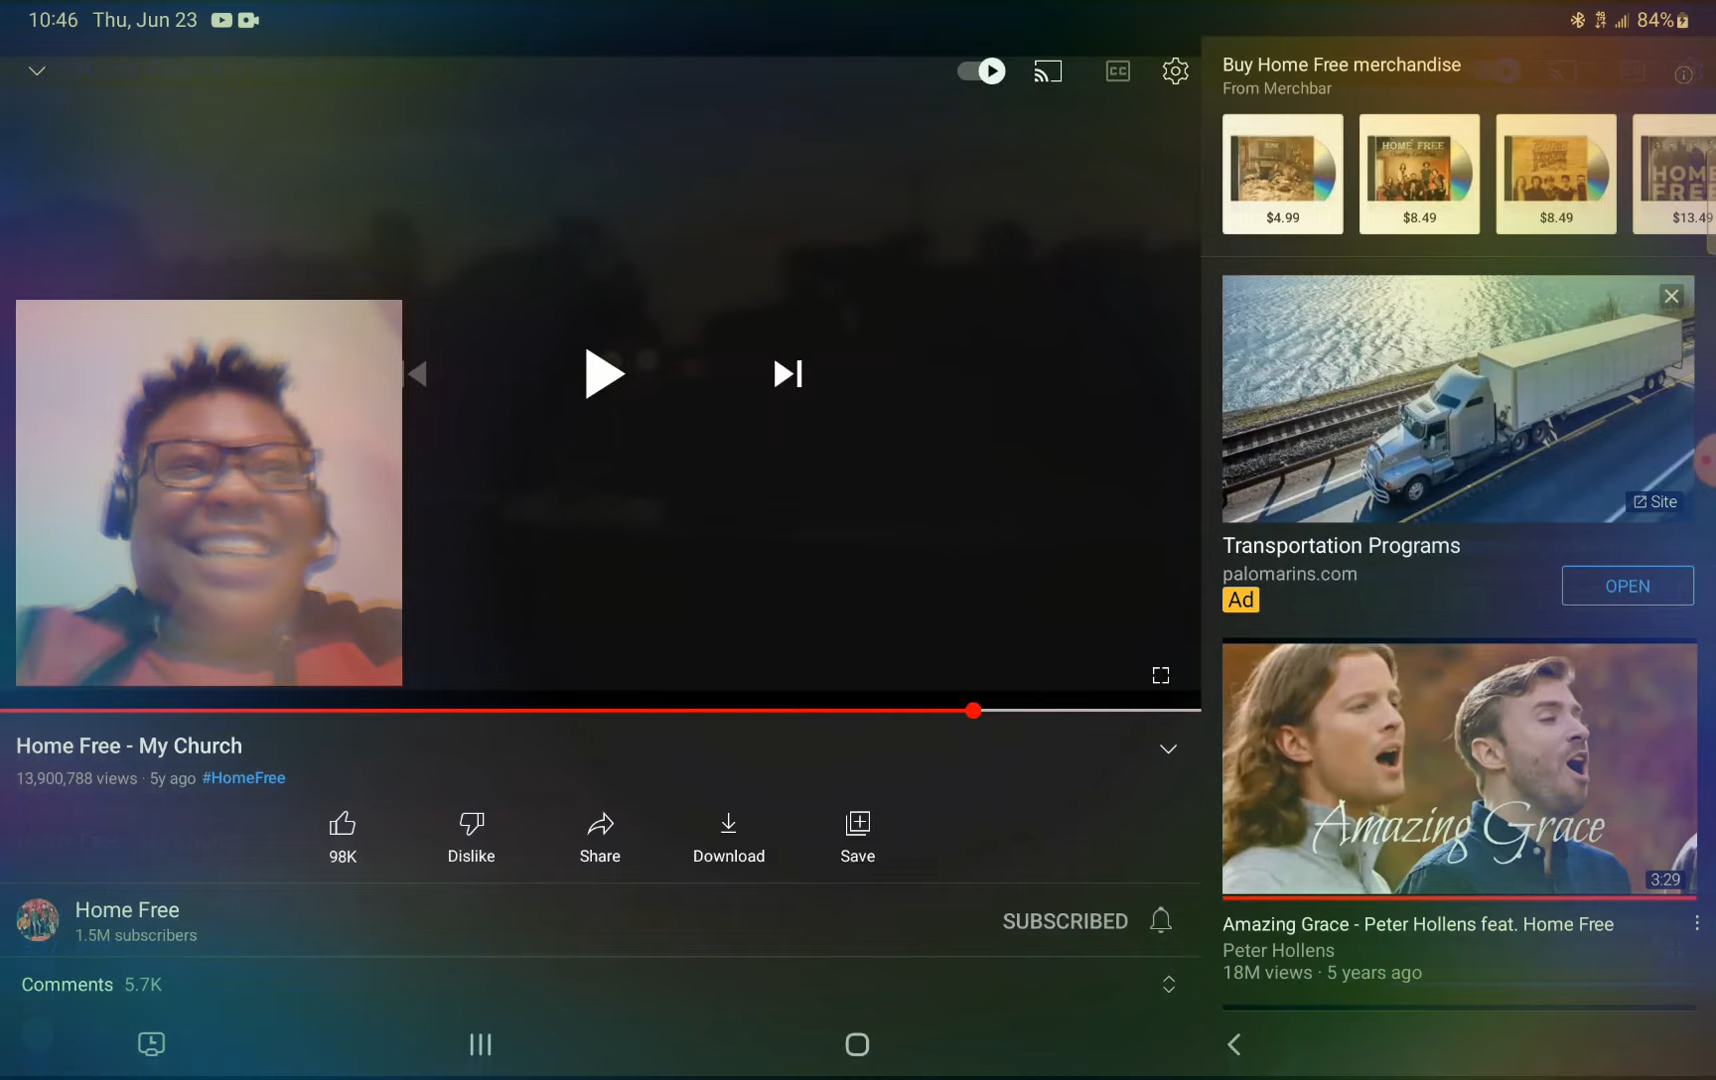 10:46 Thu, Jun 23
84%
CC
Buy Home Free merchandise
From Merchbar
HOME FREE
$4.99
$8.49
$8.49
HOME
FREE
$13.49
Site
Transportation Programs
palomarins.com
Ad
OPEN
Amazing Grace
3:29
Home Free - My Church
13,900,788 views · 5y ago #HomeFree
98K
Dislike
Share
Download
Save
Home Free
1.5M subscribers
SUBSCRIBED
Comments 5.7K
Amazing Grace - Peter Hollens feat. Home Free
Peter Hollens
18M views · 5 years ago